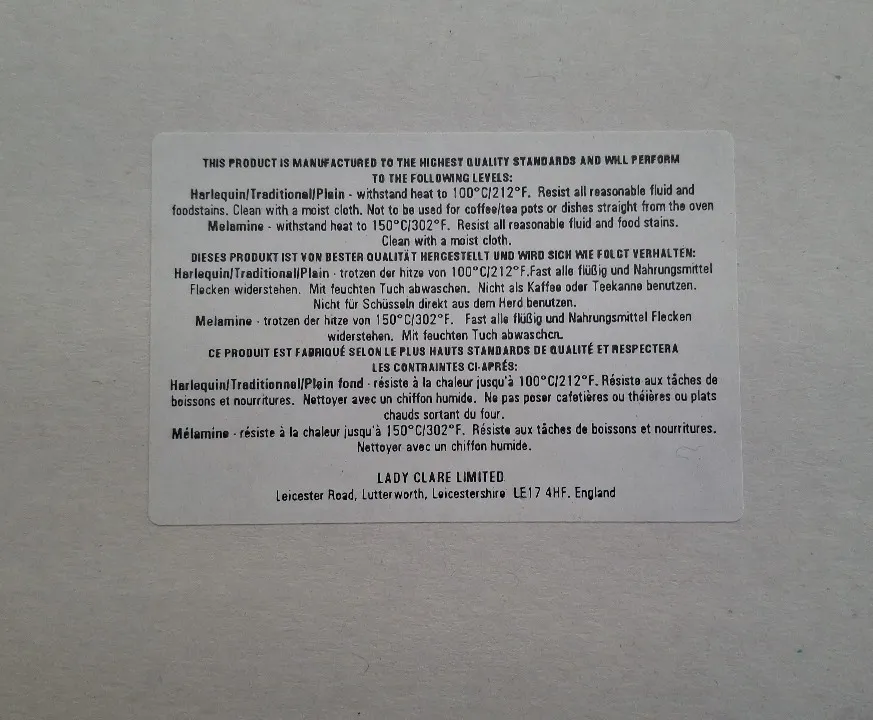 THIS PRODUCT IS MANUFACTURED TO THE HIGHEST QUALITY STANDARDS AND WILL PERFORM
TO THE FOLLOWING LEVELS:
Harlequin/Traditional/Plain - withstand heat to 100°C/212°F. Resist all reasonable fluid and
foodstains. Clean with a moist cloth. Not to be used for coffee/tea pots or dishes straight from the oven
Melamine - withstand heat to 150°C/302°F. Resist all reasonable fluid and food stains.
Clean with a moist cloth.
DIESES PRODUKT IST VON BESTER QUALITÄT HERGESTELLT UND WIRD SICH WIE FOLGT VERHALTEN:
Harlequin/Traditional/Plain - trotzen der hitze von 100°C/212°F.Fast alle flüßig und Nahrungsmittel
Flecken widerstehen. Mit feuchten Tuch abwaschen. Nicht als Kaffee oder Teekanne benutzen.
Nicht für Schüsseln direkt aus dem Herd benutzen.
Melamine - trotzen der hitze von 150°C/302°F. Fast alle flüßig und Nahrungsmittel Flecken
widerstehen. Mit feuchten Tuch abwaschen.
CE PRODUIT EST FABRIQUÉ SELON LE PLUS HAUTS STANDARDS DE QUALITÉ ET RESPECTERA
LES CONTRAINTES CI-APRÉS:
Harlequin/Traditionnel/Plein fond - résiste à la chaleur jusqu'à 100°C/212°F. Résiste aux tâches de
boissons et nourritures. Nettoyer avec un chiffon humide. Ne pas poser cafetières ou théières ou plats
chauds sortant du four.
Mélamine - résiste à la chaleur jusqu'à 150°C/302°F. Résiste aux tâches de boissons et nourritures.
Nettoyer avec un chiffon humide.
LADY CLARE LIMITED
Leicester Road, Lutterworth, Leicestershire LE17 4HF. England